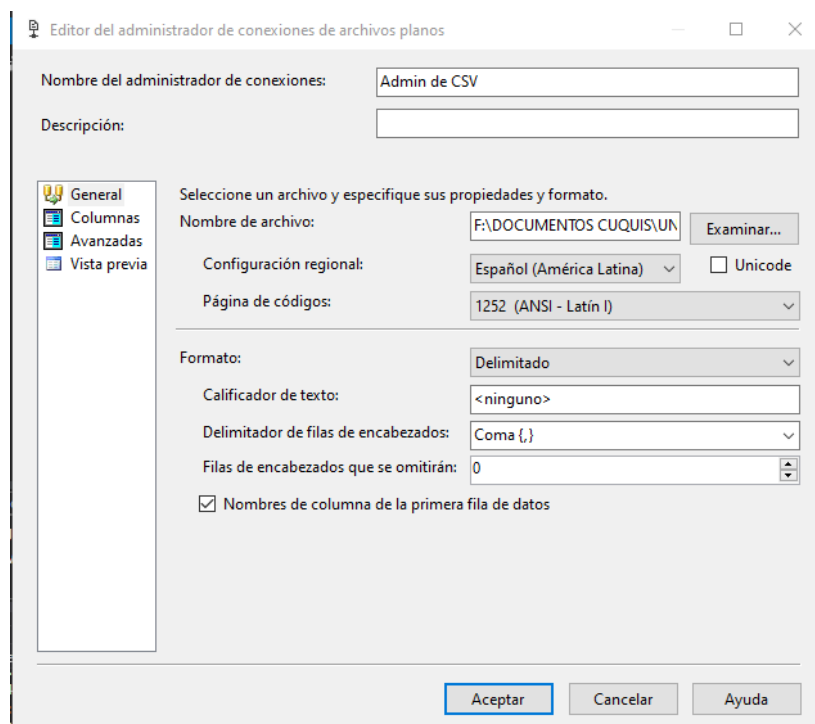 Editor del administrador de conexiones de archivos planos
Nombre del administrador de conexiones: Admin de CSV
Descripción:
General
Columnas
Avanzadas
Vista previa
Seleccione un archivo y especifique sus propiedades y formato.
Nombre de archivo: F:\DOCUMENTOS CUQUIS\UN Examinar...
Configuración regional: Español (América Latina) Unicode
Página de códigos: 1252 (ANSI - Latín I)
Formato: Delimitado
Calificador de texto: <ninguno>
Delimitador de filas de encabezados: Coma {,}
Filas de encabezados que se omitirán: 0
Nombres de columna de la primera fila de datos
Aceptar Cancelar Ayuda